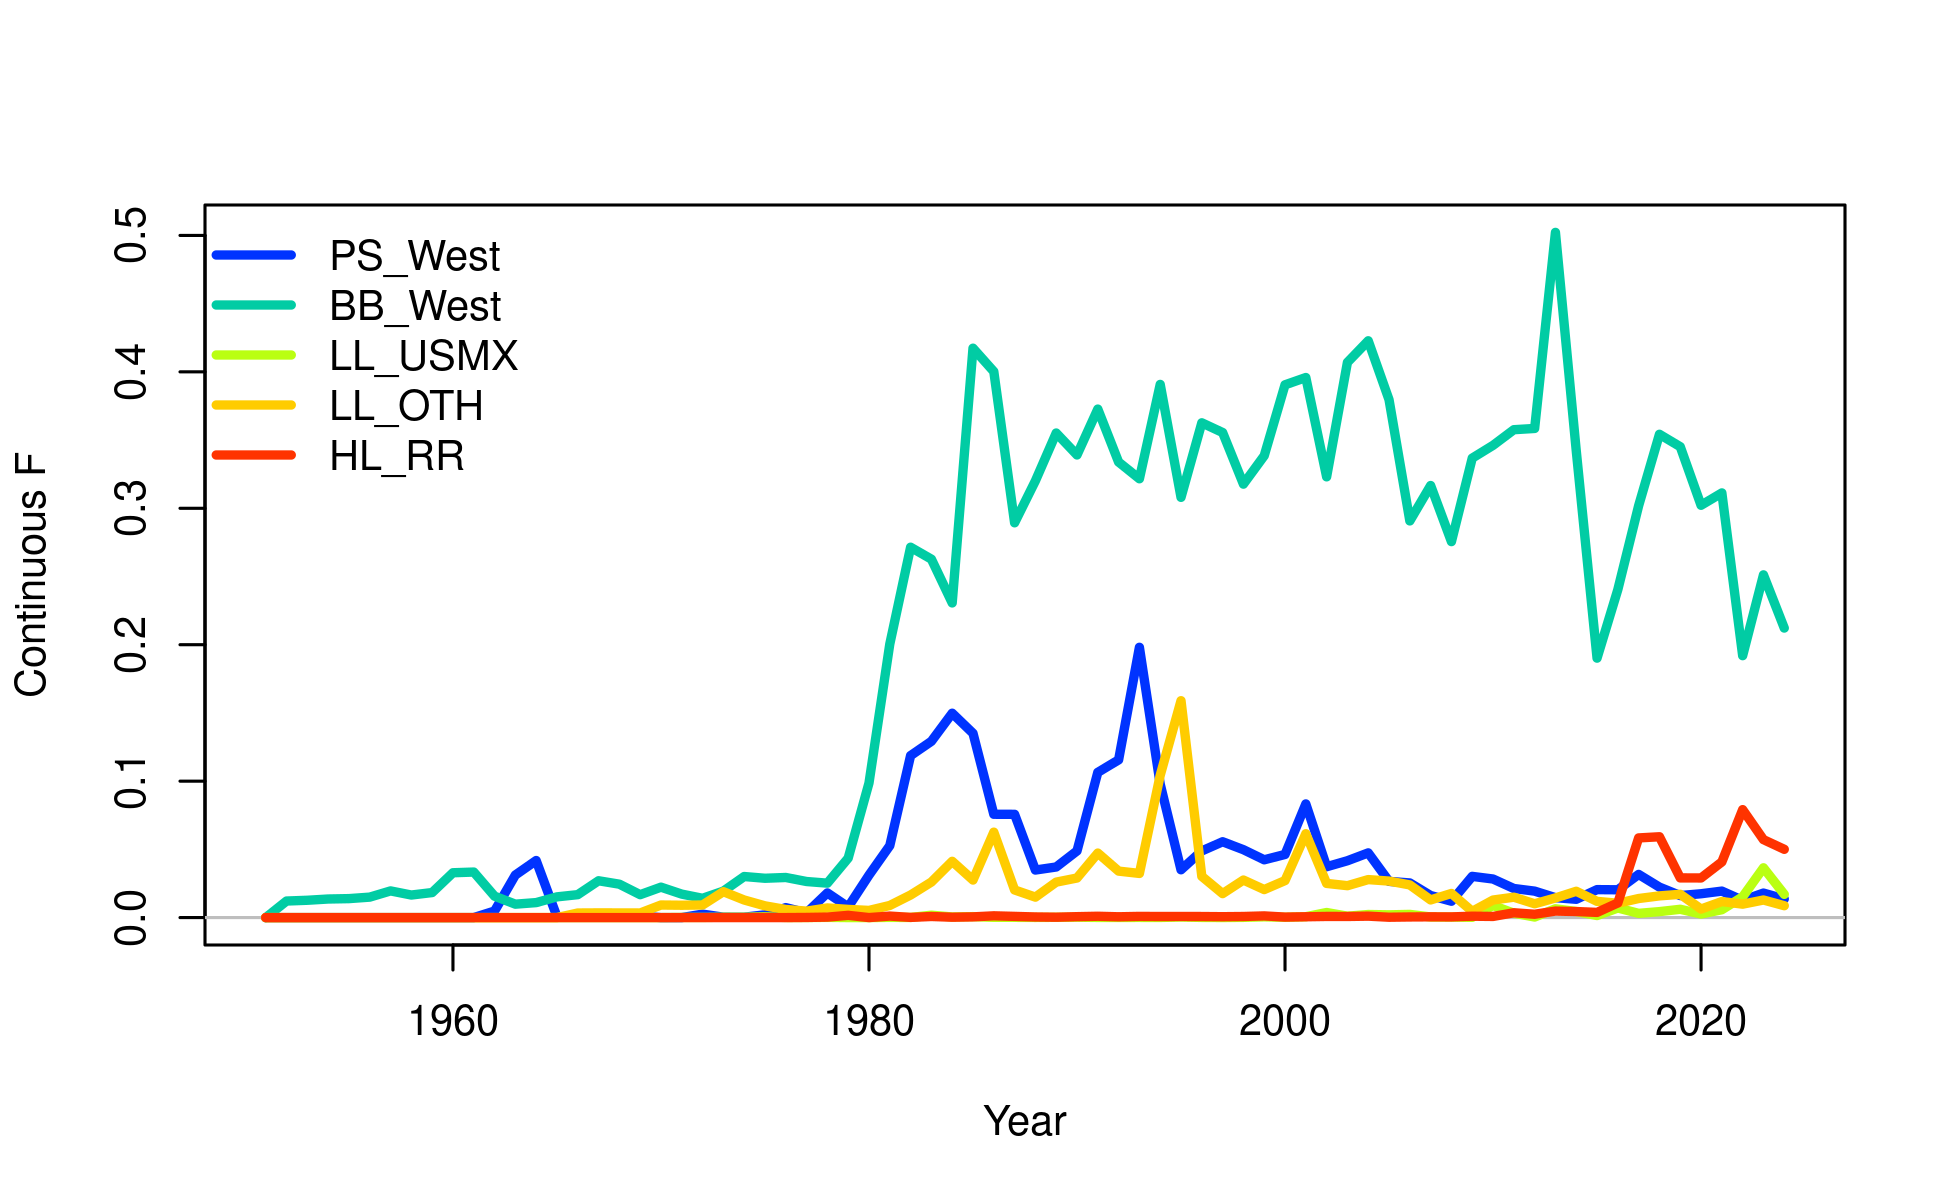 PS_West
BB_West
LL_USMX
LL_OTH
HL_RR
Continuous F
0.5
0.4
0.3
0.2
0.1
0.0
1960 1980 2000 2020
Year